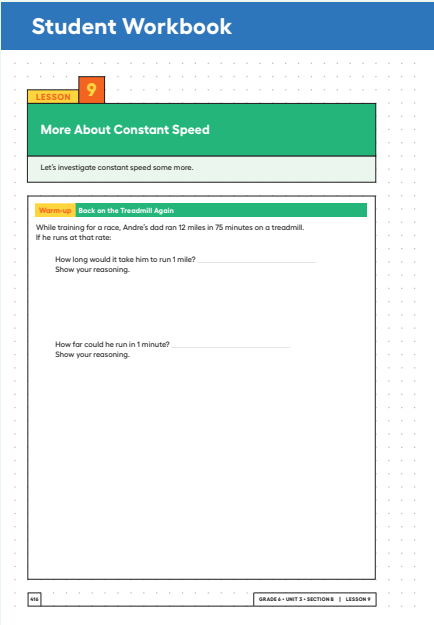 Student Workbook
LESSON 9
More About Constant Speed
Let's investigate constant speed some more.
Warm-up Back on the Treadmill Again
While training for a race, Andre's dad ran 12 miles in 75 minutes on a treadmill.
If he runs at that rate:
How long would it take him to run 1 mile?
Show your reasoning.
How far could he run in 1 minute?
Show your reasoning.
416 GRADE 6 • UNIT 3 • SECTION B | LESSON 9